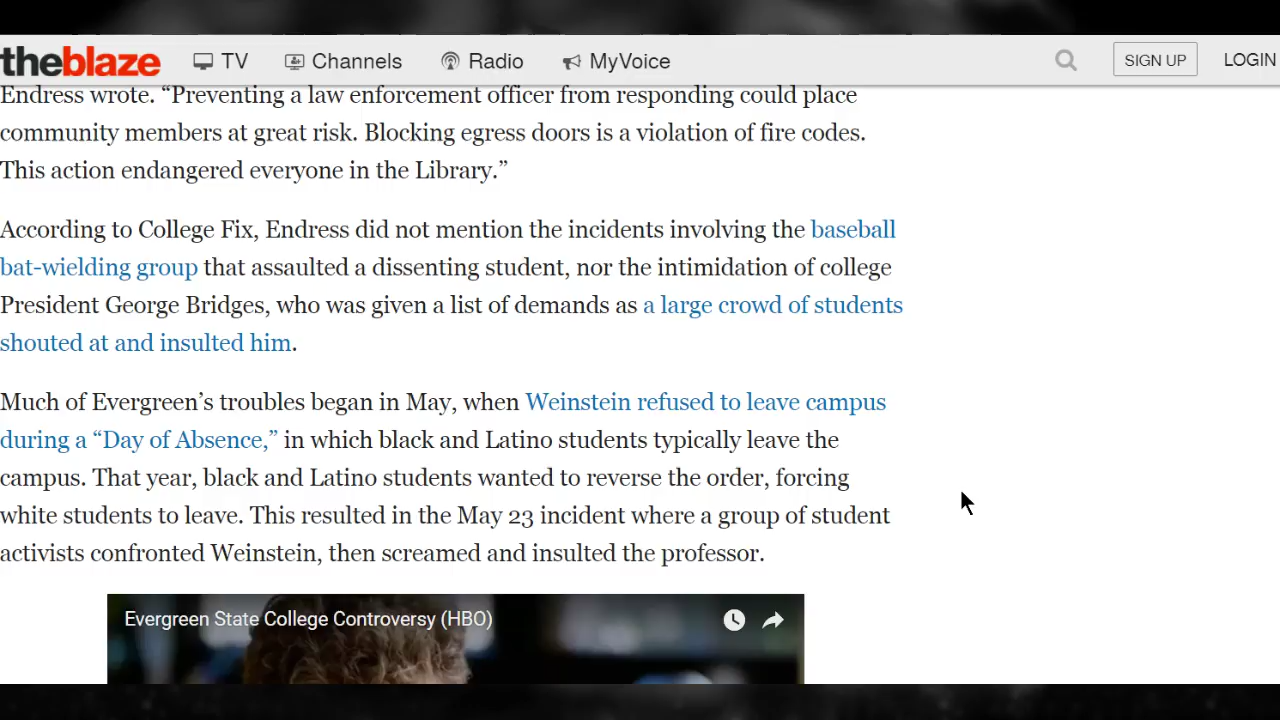 theblaze TV Channels Radio MyVoice SIGN UP LOGIN
Endress wrote. “Preventing a law enforcement officer from responding could place
community members at great risk. Blocking egress doors is a violation of fire codes.
This action endangered everyone in the Library.”
According to College Fix, Endress did not mention the incidents involving the baseball
bat-wielding group that assaulted a dissenting student, nor the intimidation of college
President George Bridges, who was given a list of demands as a large crowd of students
shouted at and insulted him.
Much of Evergreen’s troubles began in May, when Weinstein refused to leave campus
during a “Day of Absence,” in which black and Latino students typically leave the
campus. That year, black and Latino students wanted to reverse the order, forcing
white students to leave. This resulted in the May 23 incident where a group of student
activists confronted Weinstein, then screamed and insulted the professor.
Evergreen State College Controversy (HBO)